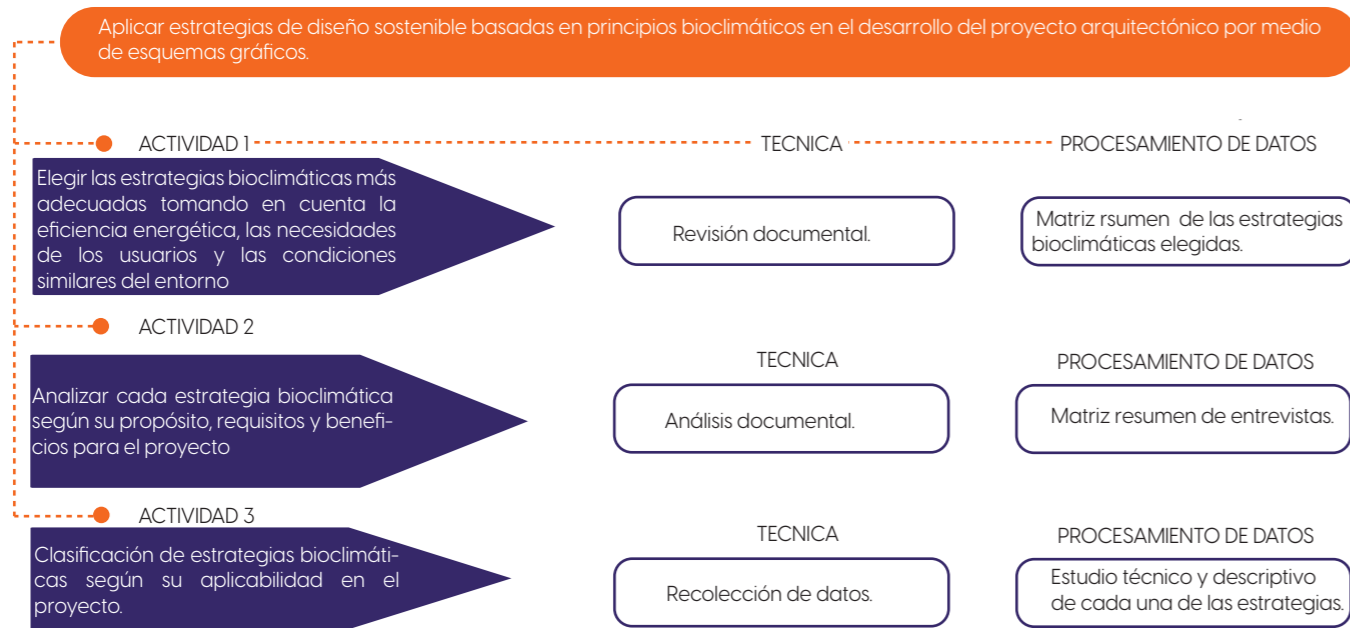 Aplicar estrategias de diseño sostenible basadas en principios bioclimáticos en el desarrollo del proyecto arquitectónico por medio
de esquemas gráficos.
ACTIVIDAD 1
TECNICA
PROCESAMIENTO DE DATOS
Elegir las estrategias bioclimáticas más
adecuadas tomando en cuenta la
eficiencia energética, las necesidades
de los usuarios y las condiciones
similares del entorno
Revisión documental.
Matriz rsumen de las estrategias
bioclimáticas elegidas.
ACTIVIDAD 2
TECNICA
PROCESAMIENTO DE DATOS
Analizar cada estrategia bioclimática
según su propósito, requisitos y benefi-
cios para el proyecto
Análisis documental.
Matriz resumen de entrevistas.
ACTIVIDAD 3
TECNICA
PROCESAMIENTO DE DATOS
Clasificación de estrategias bioclimáti-
cas según su aplicabilidad en el
proyecto.
Recolección de datos.
Estudio técnico y descriptivo
de cada una de las estrategias.